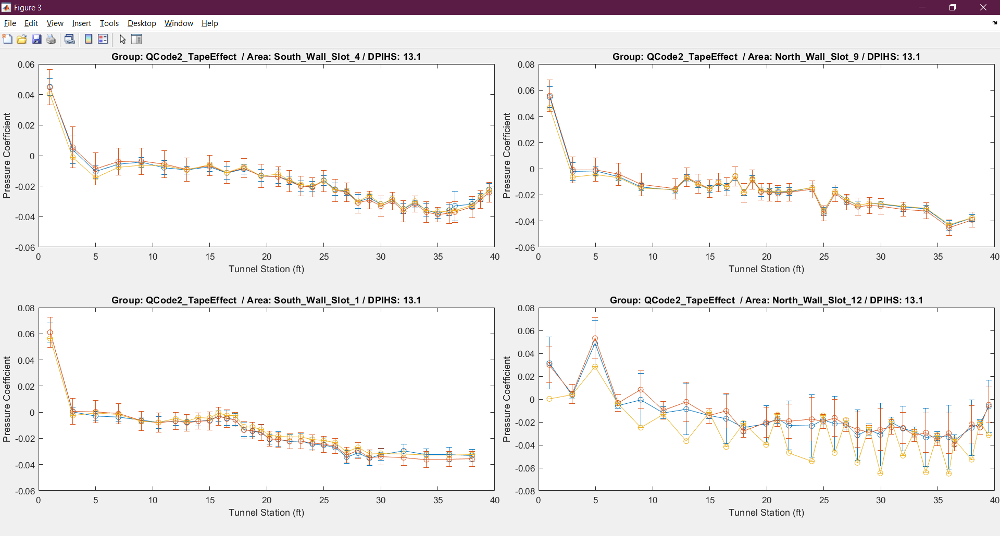 Figure 3
File Edit View Insert Tools Desktop Window Help
Group: QCode2_TapeEffect / Area: South_Wall_Slot_4 / DPIHS: 13.1
0.06
0.04
0.02
0
-0.02
-0.04
-0.06
Pressure Coefficient
0 5 10 15 20 25 30 35 40
Tunnel Station (ft)
Group: QCode2_TapeEffect / Area: North_Wall_Slot_9 / DPIHS: 13.1
0.08
0.06
0.04
0.02
0
-0.02
-0.04
-0.06
Pressure Coefficient
0 5 10 15 20 25 30 35 40
Tunnel Station (ft)
Group: QCode2_TapeEffect / Area: South_Wall_Slot_1 / DPIHS: 13.1
0.08
0.06
0.04
0.02
0
-0.02
-0.04
-0.06
Pressure Coefficient
0 5 10 15 20 25 30 35 40
Tunnel Station (ft)
Group: QCode2_TapeEffect / Area: North_Wall_Slot_12 / DPIHS: 13.1
0.08
0.06
0.04
0.02
0
-0.02
-0.04
-0.06
-0.08
Pressure Coefficient
0 5 10 15 20 25 30 35 40
Tunnel Station (ft)